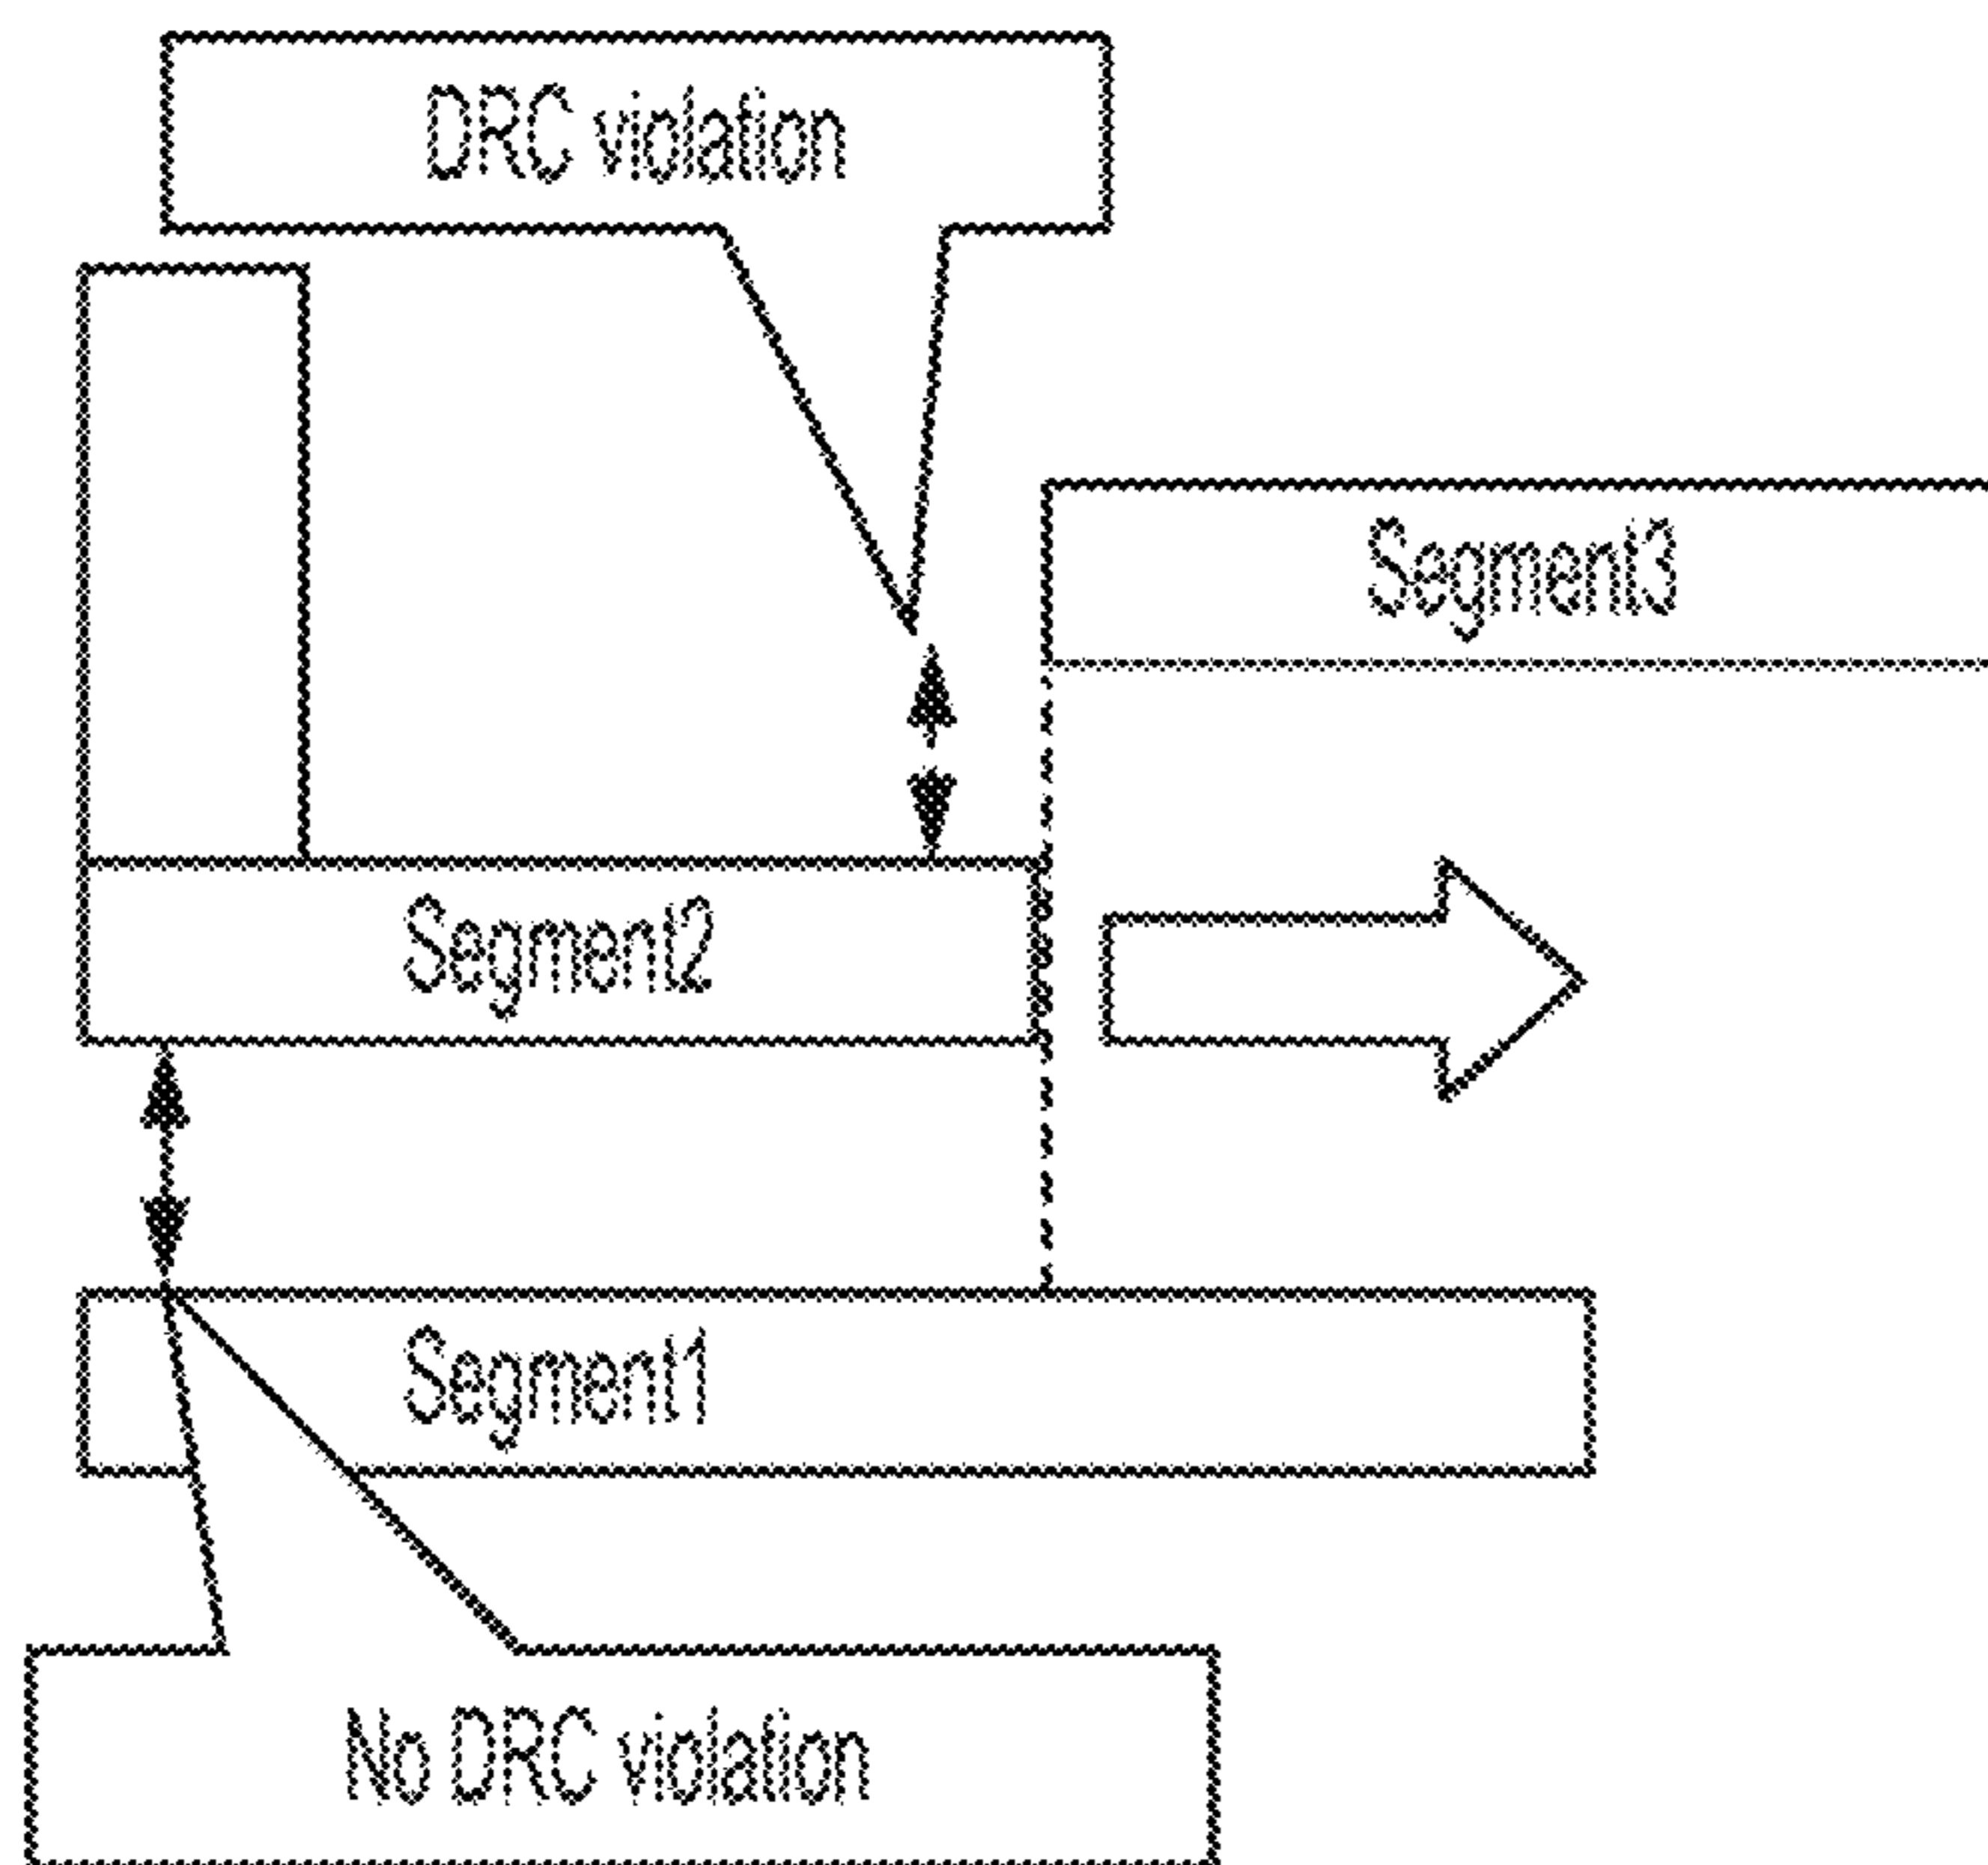 DRC violation
Segment3
Segment2
Segment1
No DRC violation